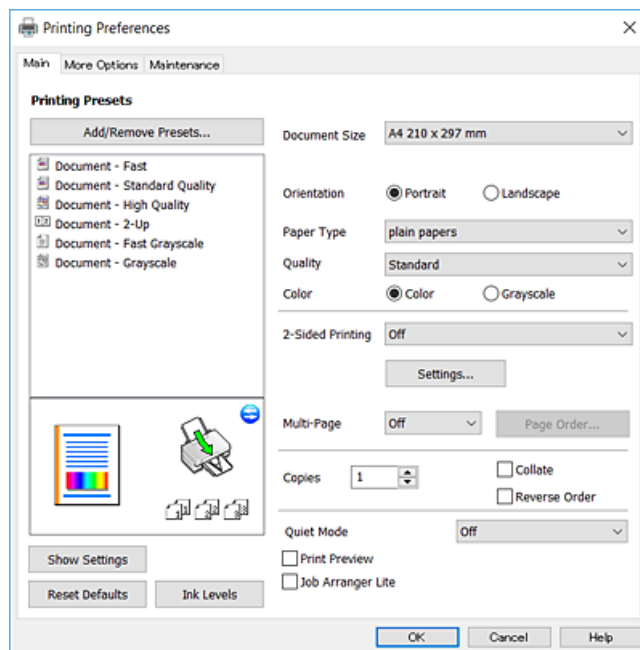 Printing Preferences
Main
More Options
Maintenance
Printing Presets
Add/Remove Presets...
Document - Fast
Document - Standard Quality
Document - High Quality
Document - 2-Up
Document - Fast Grayscale
Document - Grayscale
Show Settings
Reset Defaults
Ink Levels
Document Size
A4 210 x 297 mm
Orientation
Portrait
Landscape
Paper Type
plain papers
Quality
Standard
Color
Color
Grayscale
2-Sided Printing
Off
Settings...
Multi-Page
Off
Page Order...
Copies
1
Collate
Reverse Order
Quiet Mode
Off
Print Preview
Job Arranger Lite
OK
Cancel
Help